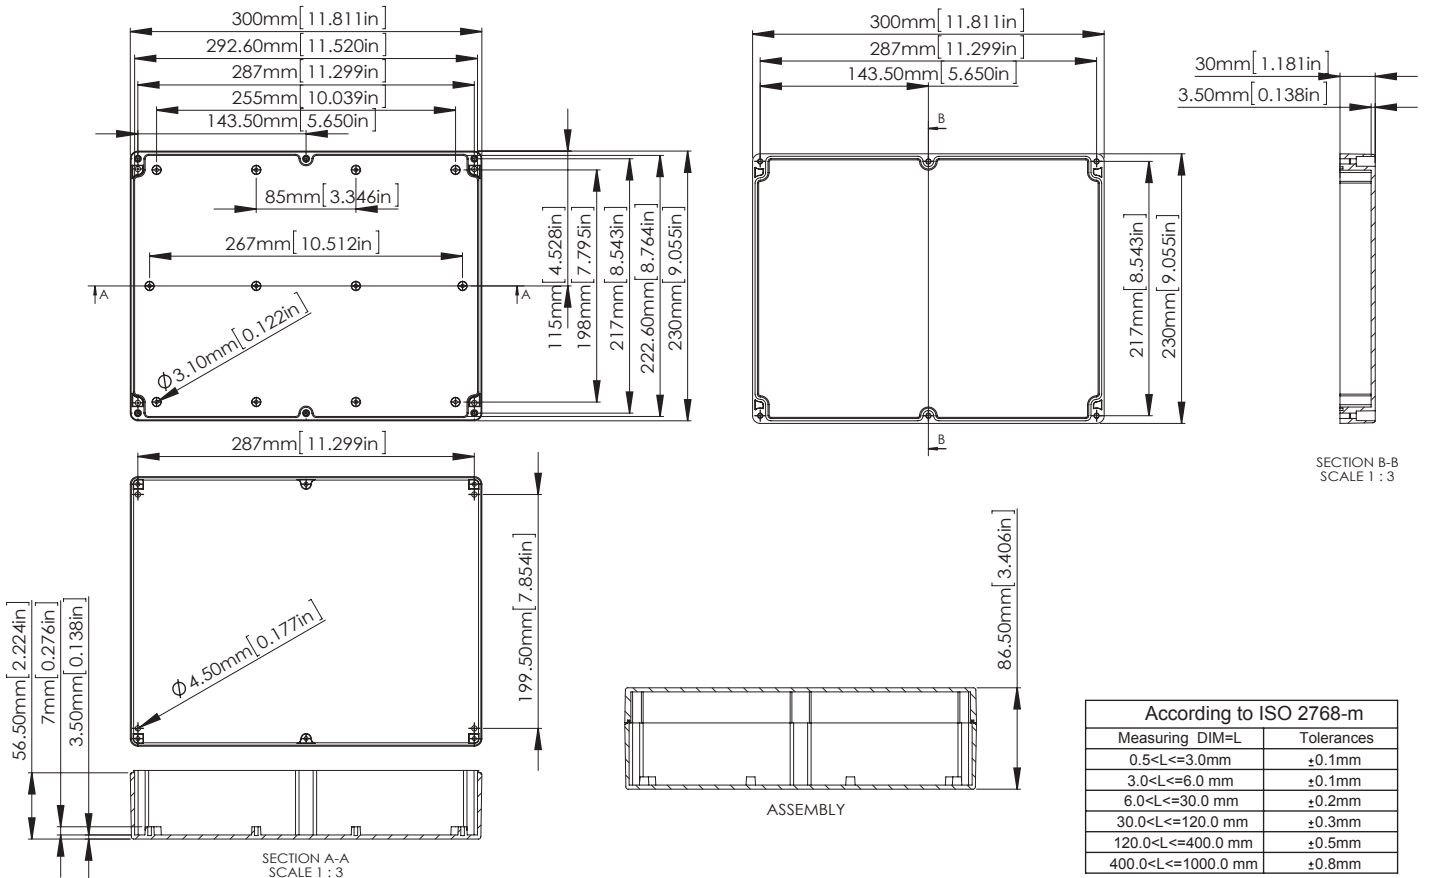 300mm[11.811in]
292.60mm[11.520in]
287mm[11.299in]
255mm[10.039in]
143.50mm[5.650in]
85mm[3.346in]
267mm[10.512in]
A
A
Ø3.10mm[0.122in]
115mm[4.528in]
198mm[7.795in]
217mm[8.543in]
222.60mm[8.764in]
230mm[9.055in]
300mm[11.811in]
287mm[11.299in]
143.50mm[5.650in]
B
B
217mm[8.543in]
230mm[9.055in]
30mm[1.181in]
3.50mm[0.138in]
SECTION B-B
SCALE 1 : 3
287mm[11.299in]
199.50mm[7.854in]
Ø4.50mm[0.177in]
56.50mm[2.224in]
7mm[0.276in]
3.50mm[0.138in]
SECTION A-A
SCALE 1 : 3
86.50mm[3.406in]
ASSEMBLY
According to ISO 2768-m
Measuring DIM=L Tolerances
0.5<L<=3.0mm ±0.1mm
3.0<L<=6.0 mm ±0.1mm
6.0<L<=30.0 mm ±0.2mm
30.0<L<=120.0 mm ±0.3mm
120.0<L<=400.0 mm ±0.5mm
400.0<L<=1000.0 mm ±0.8mm